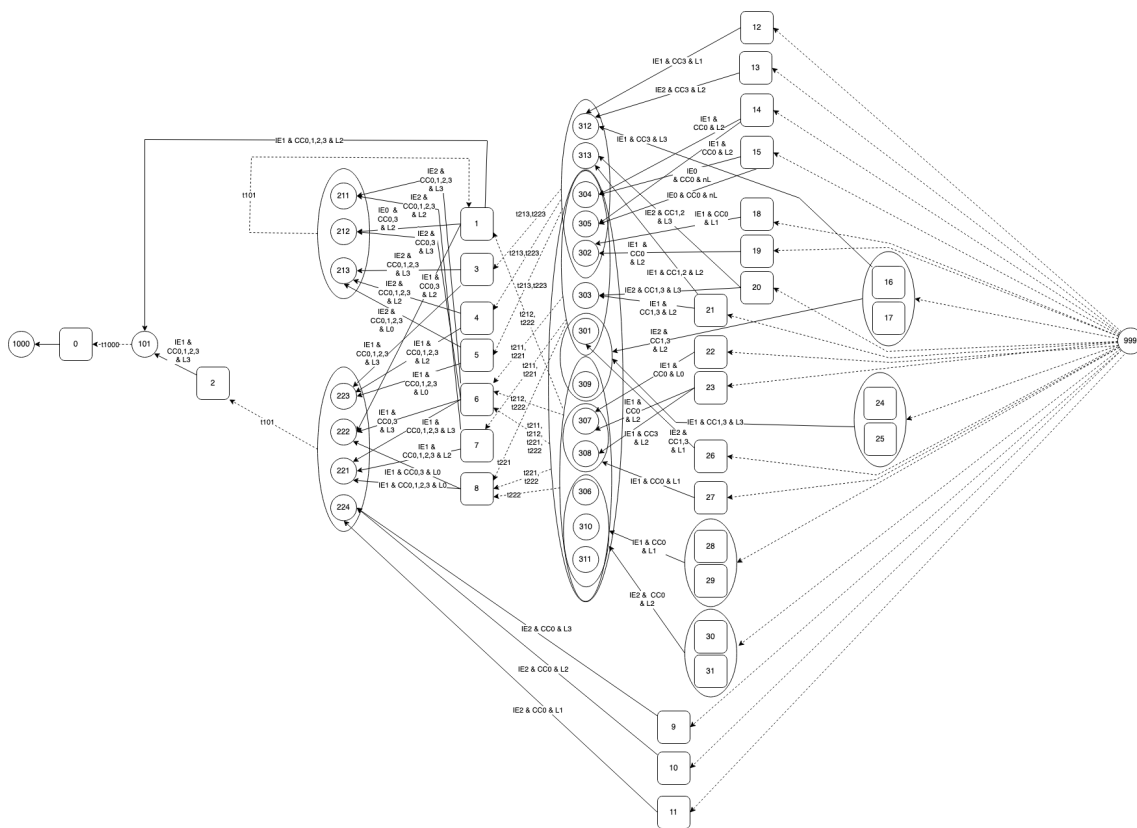 12
IE1 & CC3 & L1
13
IE2 & CC3 & L2
14
IE1 &
CC0 & L2
312
IE1 & CC3 & L3
IE1 & CC0,1,2,3 & L2
IE1 &
CC0 & L2
15
313
IE2 &
CC0,1,2,3
& L3
IE0
& CC0 & nL
t101
211
304
IE0 & CC0 & nL
IE2 &
CC0,1,2,3,
& L2
IE0 &
CC0,3
& L2
1
t213,t223
305
IE2 & CC1,2
& L3
IE1 & CC0
& L1
18
212
IE2 &
CC0,3
& L3
t213,t223
302
IE1 &
CC0
& L2
19
IE2 &
CC0,1,2,3
& L3
213
3
IE1 & CC1,2 & L2
IE1 &
CC0,3
& L2
t213,t223
16
IE2 &
CC0,1,2,3
& L2
303
IE2 & CC1,3 & L3
20
IE1 &
CC1,3 & L2
21
17
IE2 &
CC0,1,2,3
& L0
4
t212,
t222
301
IE2 &
CC1,3
& L2
1000
0
t1000
101
IE1 &
CC0,1,2,3
& L3
IE1 &
CC0,1,2,3
& L3
IE1 &
CC0,1,2,3
& L2
5
t211,
t221
t211,
t221
22
999
2
IE1 &
CC0,1,2,3
& L0
309
IE1 &
CC0 & L0
23
223
6
t212,
t222
307
IE1 &
CC0
& L2
24
t101
IE1 &
CC0,3
& L3
IE1 & CC0,1,2,3 & L3
IE1 & CC1,3 & L3
222
IE1 &
CC0,1,2,3 & L2
7
t211,
t212,
t221,
t222
IE1 & CC3
& L2
IE2 &
CC1,3
& L1
25
308
26
221
IE1 & CC0,3 & L0
t221
t221,
t222
IE1 & CC0,1,2,3 & L0
8
t222
306
IE1 & CC0 & L1
27
224
310
IE1 & CC0
& L1
28
311
29
IE2 & CC0
& L2
IE2 & CC0 & L3
30
IE2 & CC0 & L2
31
IE2 & CC0 & L1
9
10
11